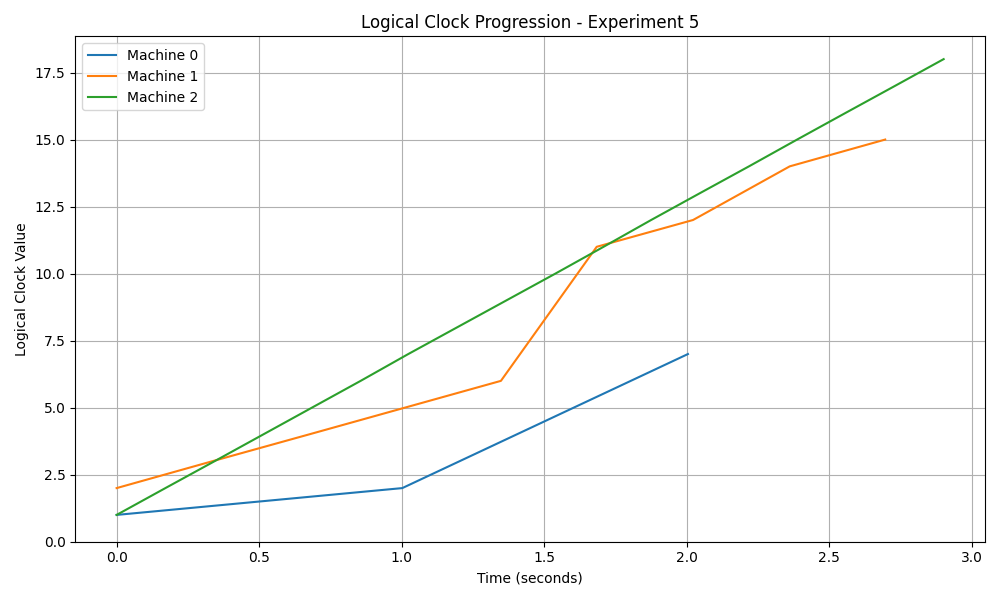 Logical Clock Progression - Experiment 5
Machine 0
Machine 1
Machine 2
Logical Clock Value
17.5
15.0
12.5
10.0
7.5
5.0
2.5
0.0
0.0 0.5 1.0 1.5 2.0 2.5 3.0
Time (seconds)